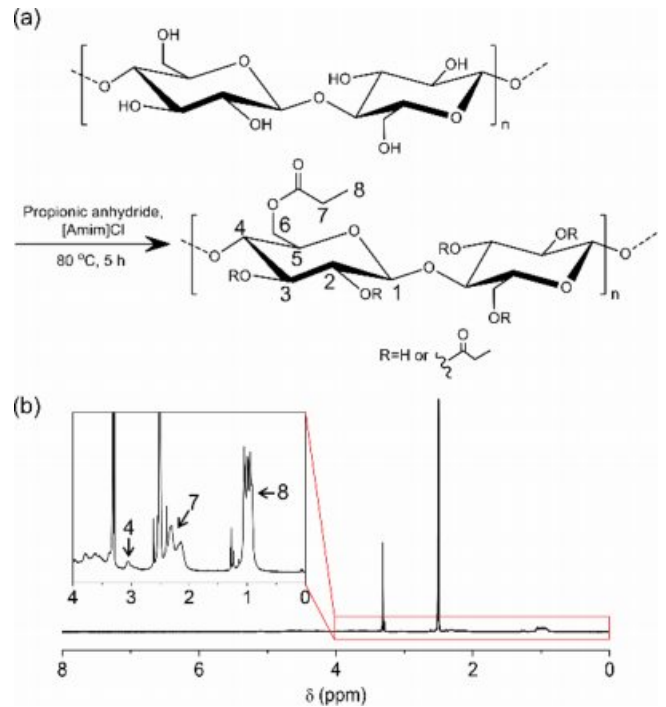 (a)
OH
O
O
HO
OH
O
OH
HO
O
OH
O
n
Propionic anhydride,
[Amim]Cl
80 °C, 5 h
O
8
O
7
6
4
5
O
O
RO
3
2
OR
1
O
RO
OR
O
OR
O
n
R=H or
O
(b)
4
7
8
4 3 2 1 0
8 6 4 2 0
δ (ppm)